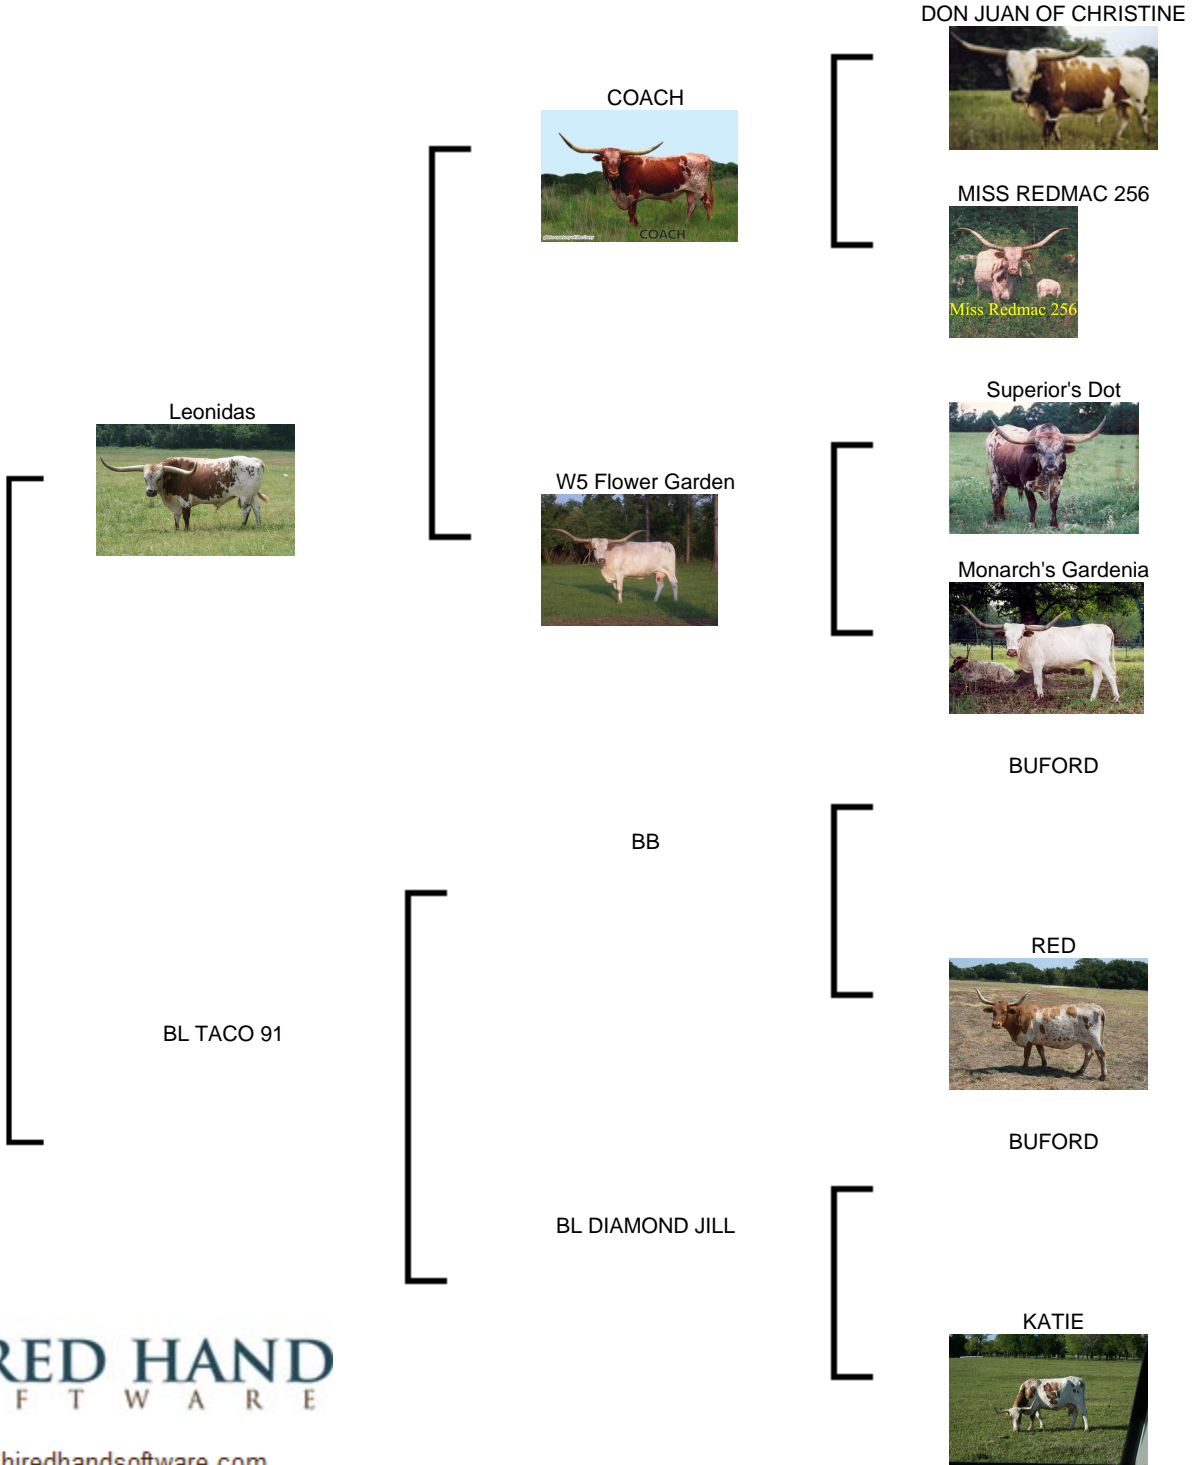 DON JUAN OF CHRISTINE
COACH
COACH
MISS REDMAC 256
Miss Redmac 256
Superior's Dot
Leonidas
W5 Flower Garden
Monarch's Gardenia
BUFORD
BB
RED
BL TACO 91
BUFORD
BL DIAMOND JILL
KATIE
RED HAND
F T W A R E
hiredhandsoftware.com